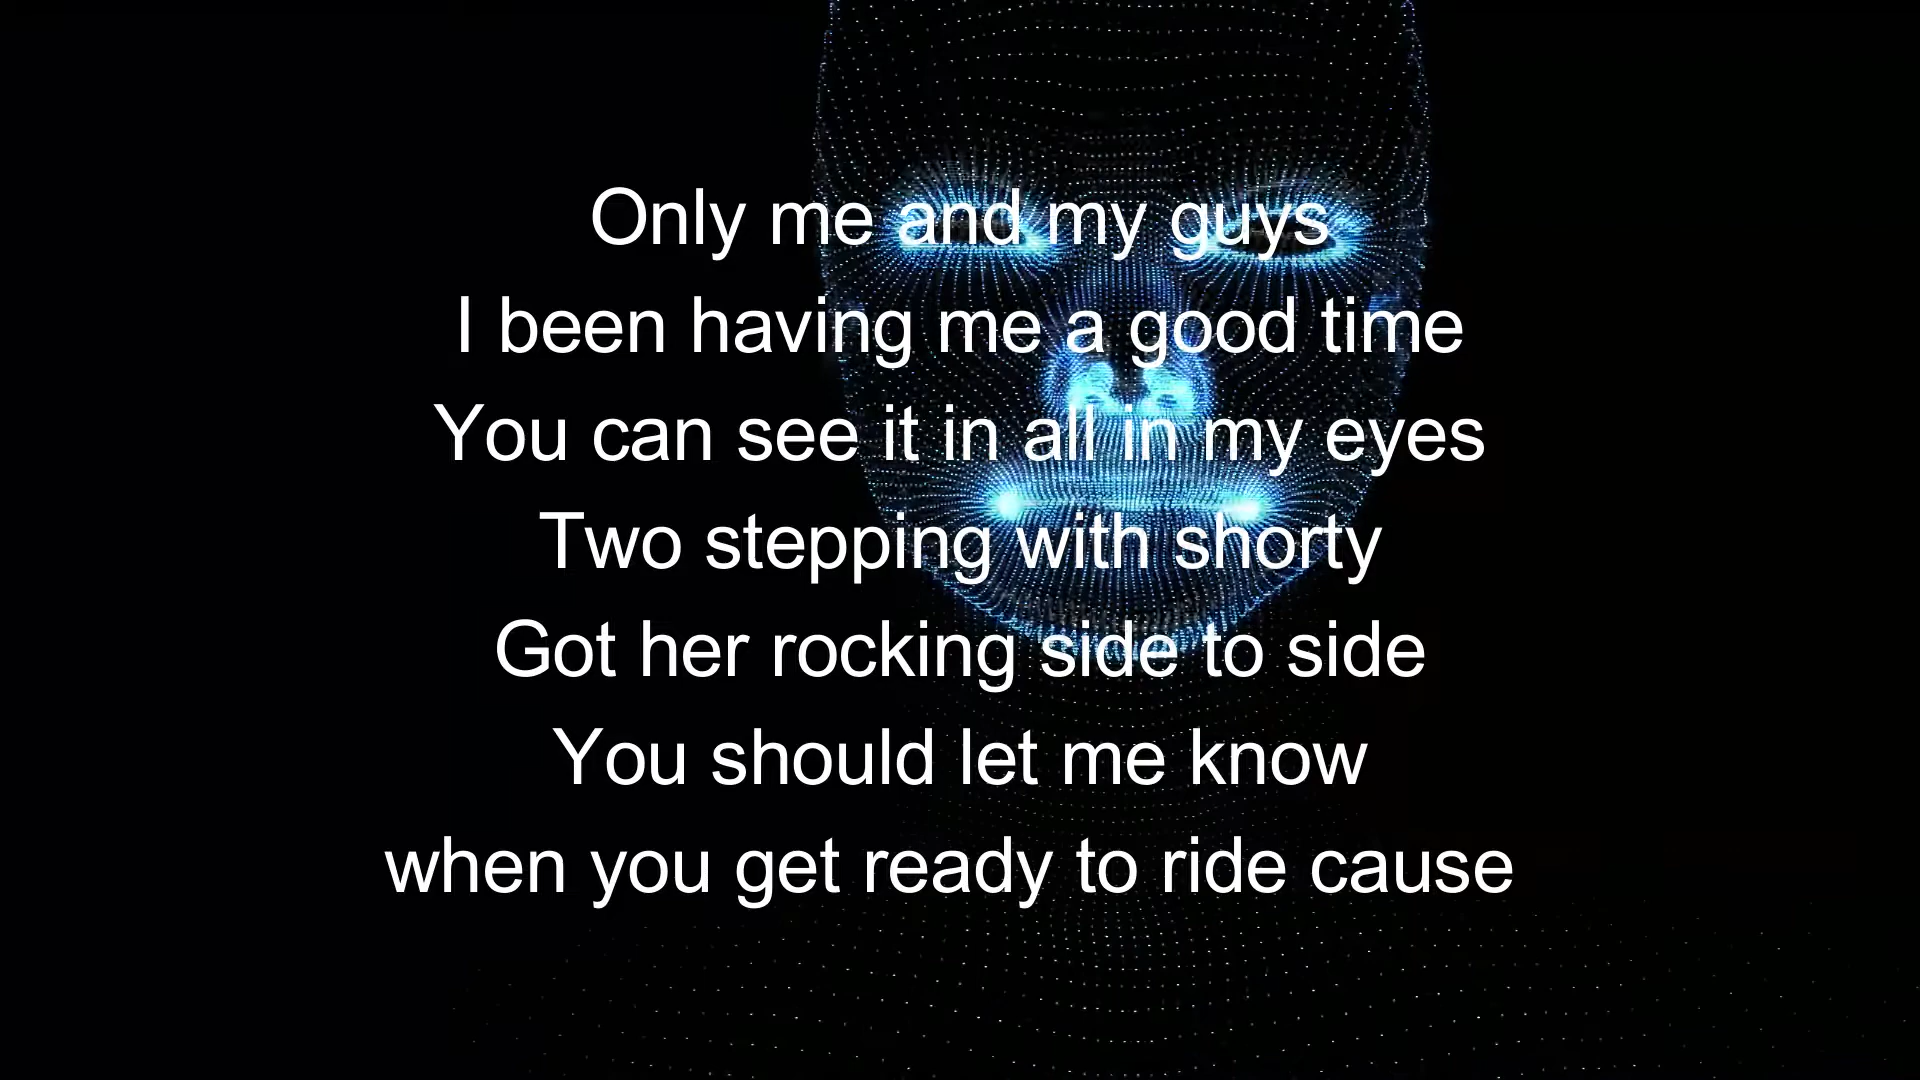 Only me and my guys
I been having me a good time
You can see it in all in my eyes
Two stepping with shorty
Got her rocking side to side
You should let me know
when you get ready to ride cause